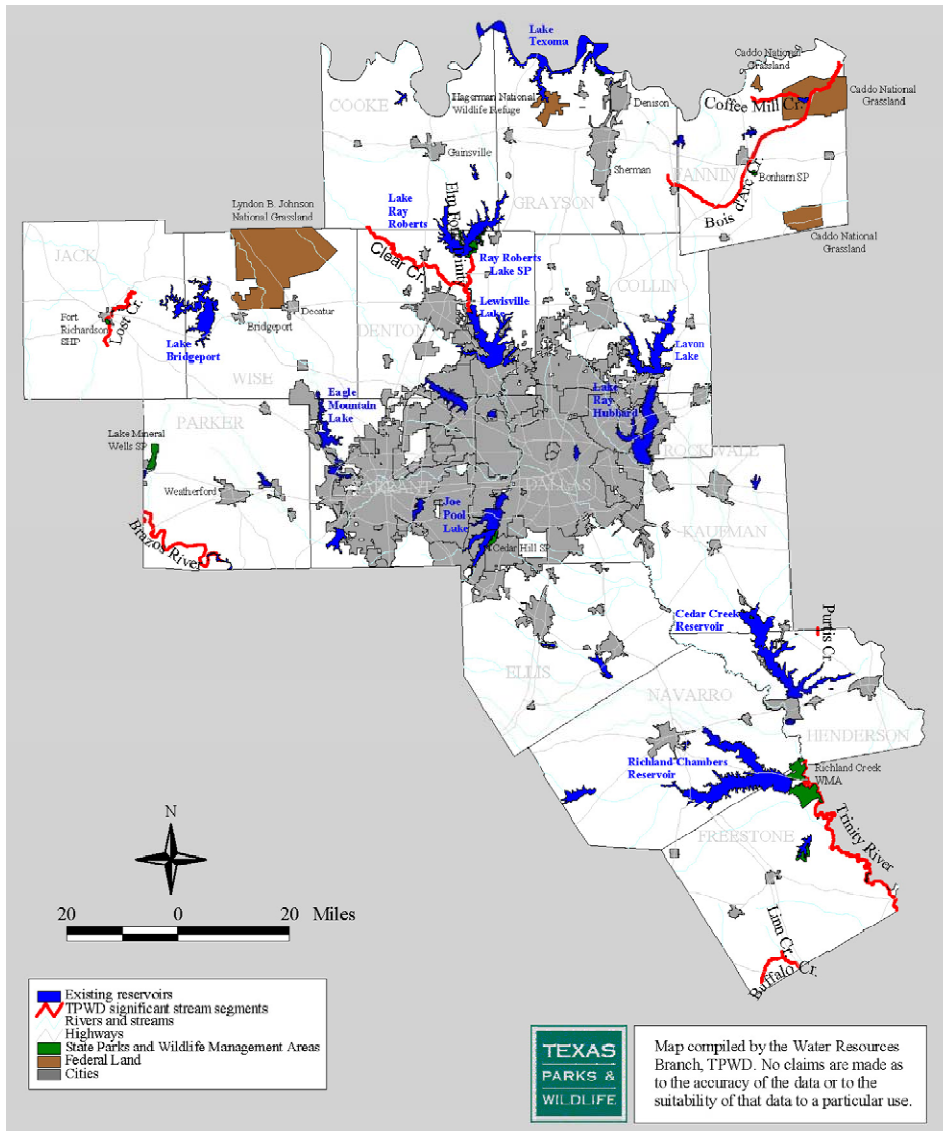 Lake
Texoma
Caddo National
Grassland
COOKE
Hagerman National
Wildlife Refuge
Denison
Coffee Mill Cr.
Caddo National
Grassland
Gainsville
Sherman
FANNIN
Bonham SP
Bois d'Arc Cr.
Lyndon B. Johnson
National Grassland
Lake
Ray
Roberts
Elm Fork Trinity
GRAYSON
Caddo National
Grassland
JACK
Clear Cr.
Ray Roberts
Lake SP
COLLIN
Fort
Richardson
SHP
Lost Cr.
Bridgeport
Decatur
DENTON
Lewisville
Lake
Lake
Bridgeport
Lavon
Lake
WISE
Eagle
Mountain
Lake
Lake
Ray
Hubbard
PARKER
Lake Mineral
Wells SP
ROCKWALL
Weatherford
TARRANT
DALLAS
Joe
Pool
Lake
KAUFMAN
Brazos River
Cedar Hill SP
Cedar Creek
Reservoir
Purtis Cr.
ELLIS
NAVARRO
HENDERSON
Richland Chambers
Reservoir
Richland Creek
WMA
FREESTONE
Trinity River
Linn Cr.
Buffalo Cr.
N
20 0 20 Miles
Existing reservoirs
TPWD significant stream segments
Rivers and streams
Highways
State Parks and Wildlife Management Areas
Federal Land
Cities
TEXAS
PARKS &
WILDLIFE
Map compiled by the Water Resources
Branch, TPWD. No claims are made as
to the accuracy of the data or to the
suitability of that data to a particular use.